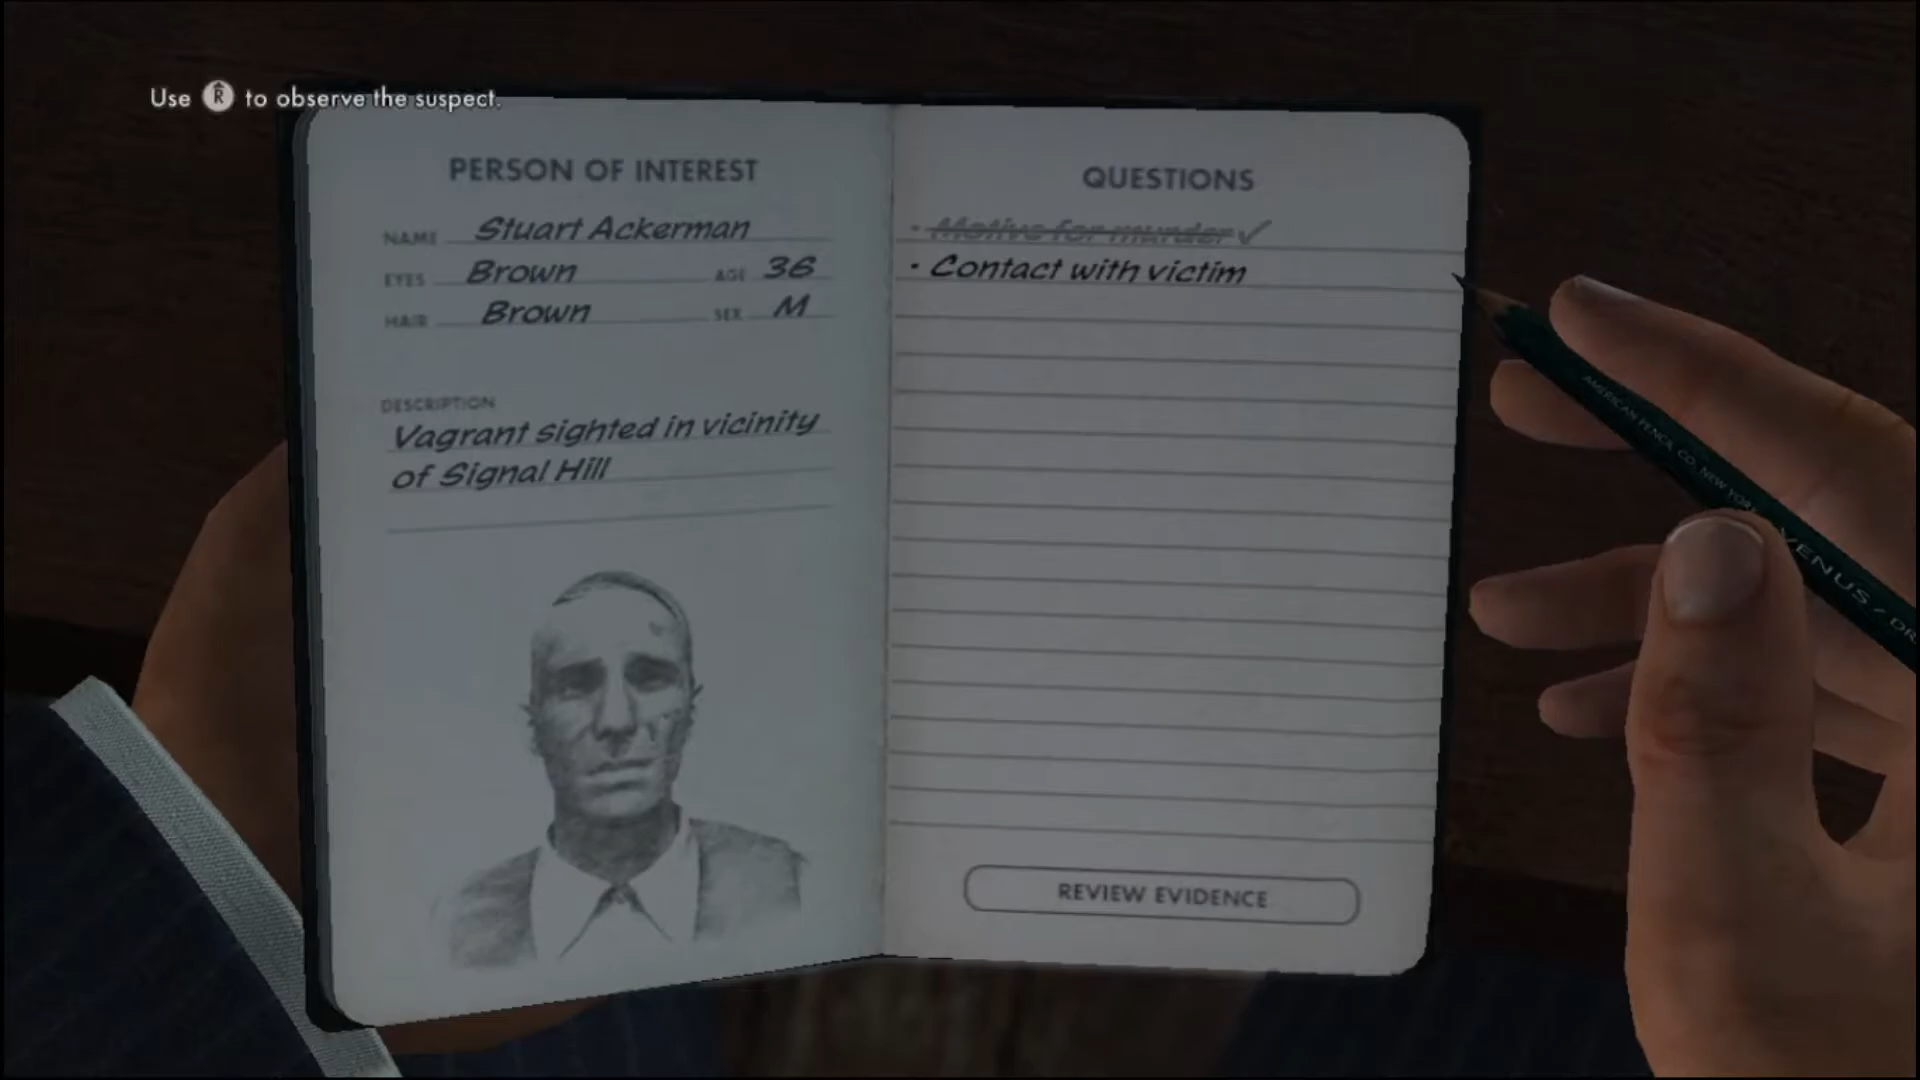 Use R to observe the suspect.
PERSON OF INTEREST
NAME Stuart Ackerman
EYES Brown AGE 36
HAIR Brown SEX M
DESCRIPTION
Vagrant sighted in vicinity
of Signal Hill
QUESTIONS
- Motive for murder ✓
• Contact with victim
REVIEW EVIDENCE
AMERICAN PENCIL CO. NEW YORK VENUS / DR